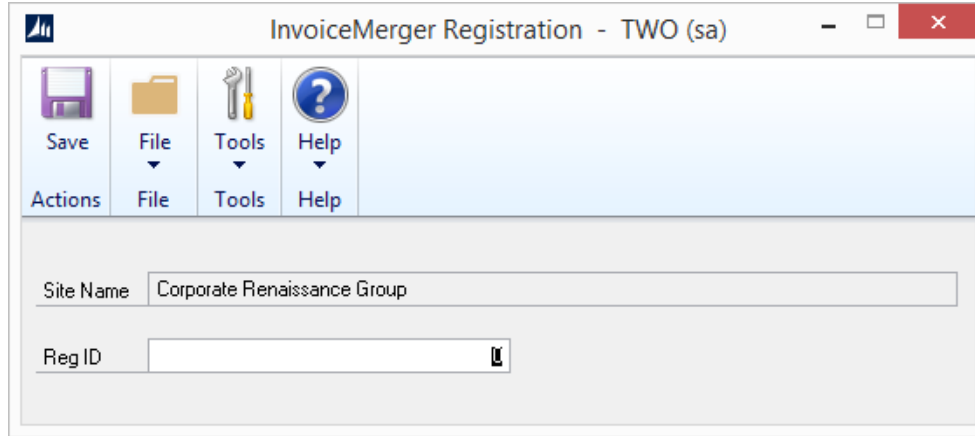 InvoiceMerger Registration - TWO (sa)
Save File Tools Help
Actions File Tools Help
Site Name Corporate Renaissance Group
Reg ID